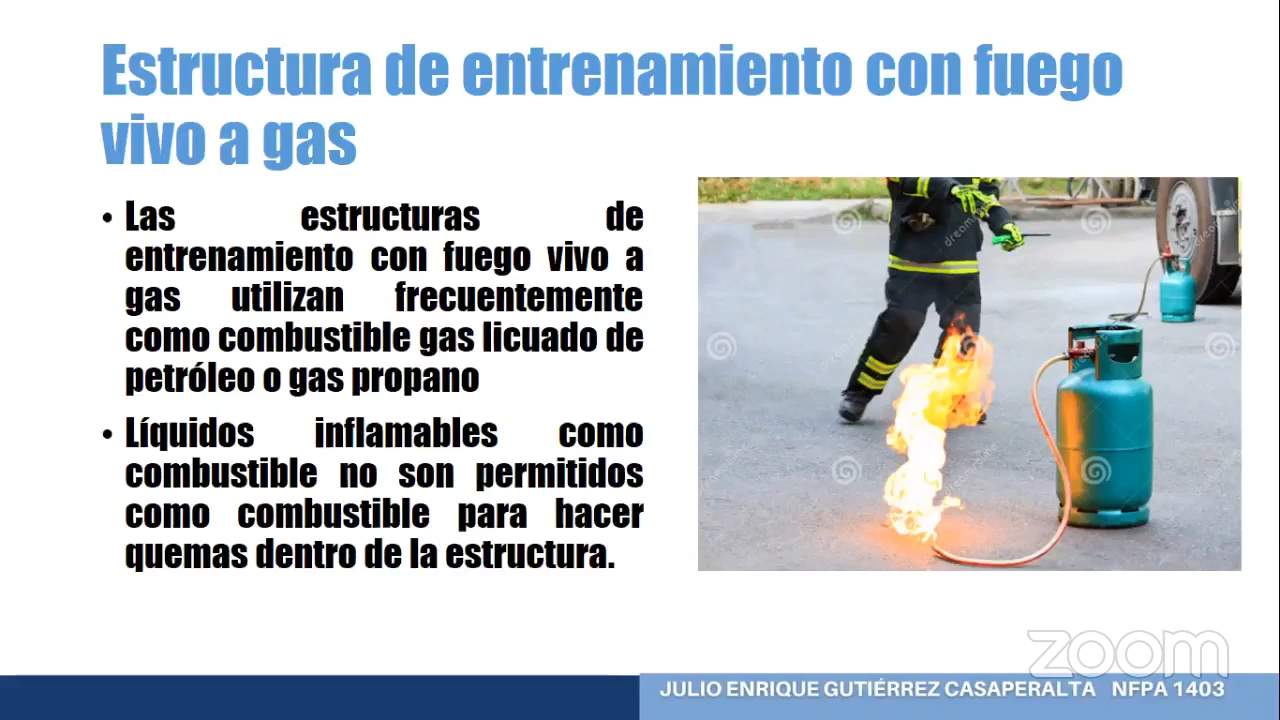 Estructura de entrenamiento con fuego
vivo a gas
• Las estructuras de
entrenamiento con fuego vivo a
gas utilizan frecuentemente
como combustible gas licuado de
petróleo o gas propano
• Líquidos inflamables como
combustible no son permitidos
como combustible para hacer
quemas dentro de la estructura.
dreamstime
zoom
JULIO ENRIQUE GUTIÉRREZ CASAPERALTA NFPA 1403